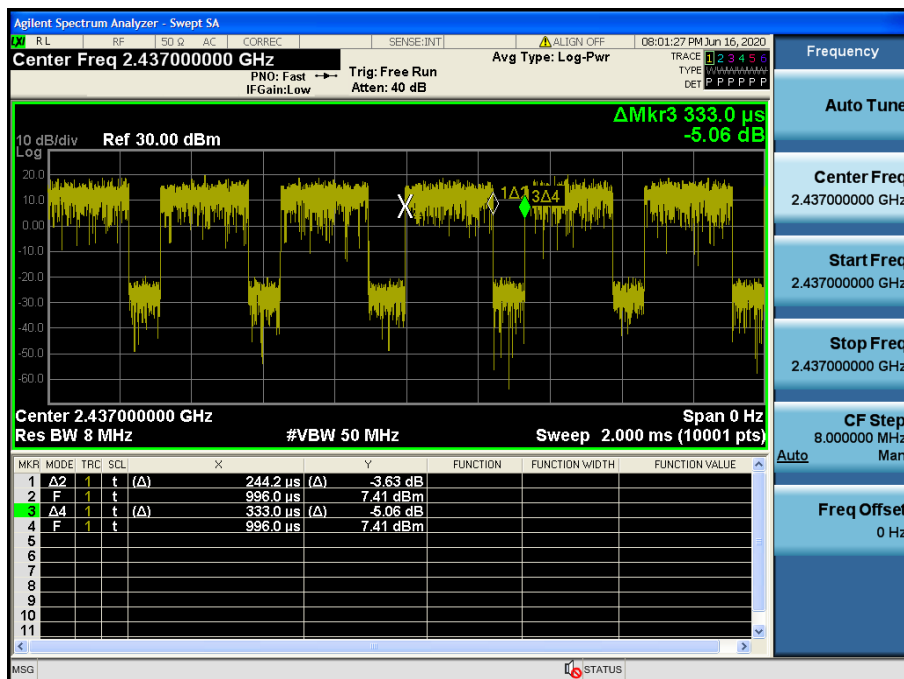 Agilent Spectrum Analyzer - Swept SA
LXI RL RF 50 Ω AC CORREC SENSE:INT ALIGN OFF 08:01:27 PM Jun 16, 2020
Center Freq 2.437000000 GHz
PNO: Fast
IFGain:Low
Trig: Free Run
Atten: 40 dB
Avg Type: Log-Pwr
TRACE 1 2 3 4 5 6
TYPE WWWWWW
DET P P P P P P
Frequency
ΔMkr3 333.0 µs
-5.06 dB
10 dB/div Ref 30.00 dBm
Log
20.0
10.0
0.00
-10.0
-20.0
-30.0
-40.0
-50.0
-60.0
X
1Δ2
3Δ4
Center 2.437000000 GHz Span 0 Hz
Res BW 8 MHz #VBW 50 MHz Sweep 2.000 ms (10001 pts)
MKR MODE TRC SCL X Y FUNCTION FUNCTION WIDTH FUNCTION VALUE
1 Δ2 1 t (Δ) 244.2 µs (Δ) -3.63 dB
2 F 1 t 996.0 µs 7.41 dBm
3 Δ4 1 t (Δ) 333.0 µs (Δ) -5.06 dB
4 F 1 t 996.0 µs 7.41 dBm
5
6
7
8
9
10
11
MSG STATUS
Auto Tune
Center Freq
2.437000000 GHz
Start Freq
2.437000000 GHz
Stop Freq
2.437000000 GHz
CF Step
8.000000 MHz
Auto Man
Freq Offset
0 Hz